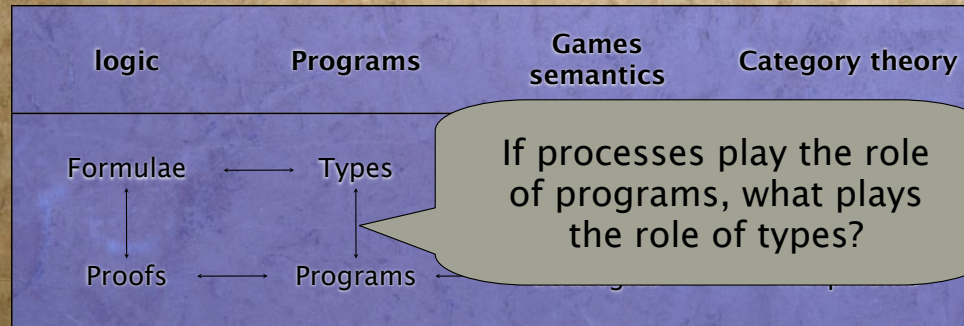 logic Programs Games semantics Category theory
Formulae Types
If processes play the role
of programs, what plays
the role of types?
Proofs Programs